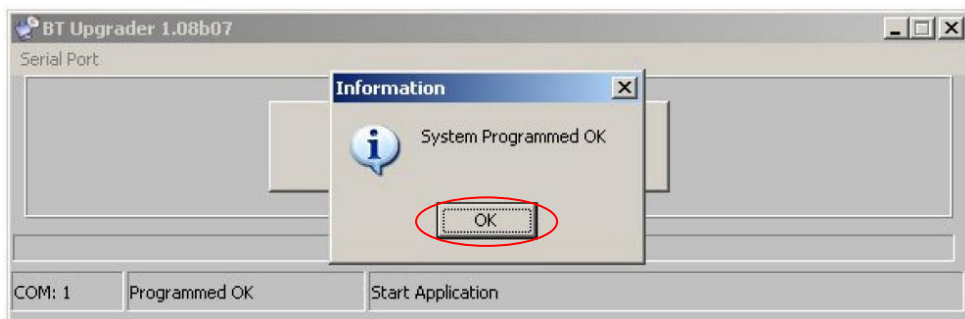 BT Upgrader 1.08b07
Serial Port
Information
System Programmed OK
OK
COM: 1 Programmed OK Start Application